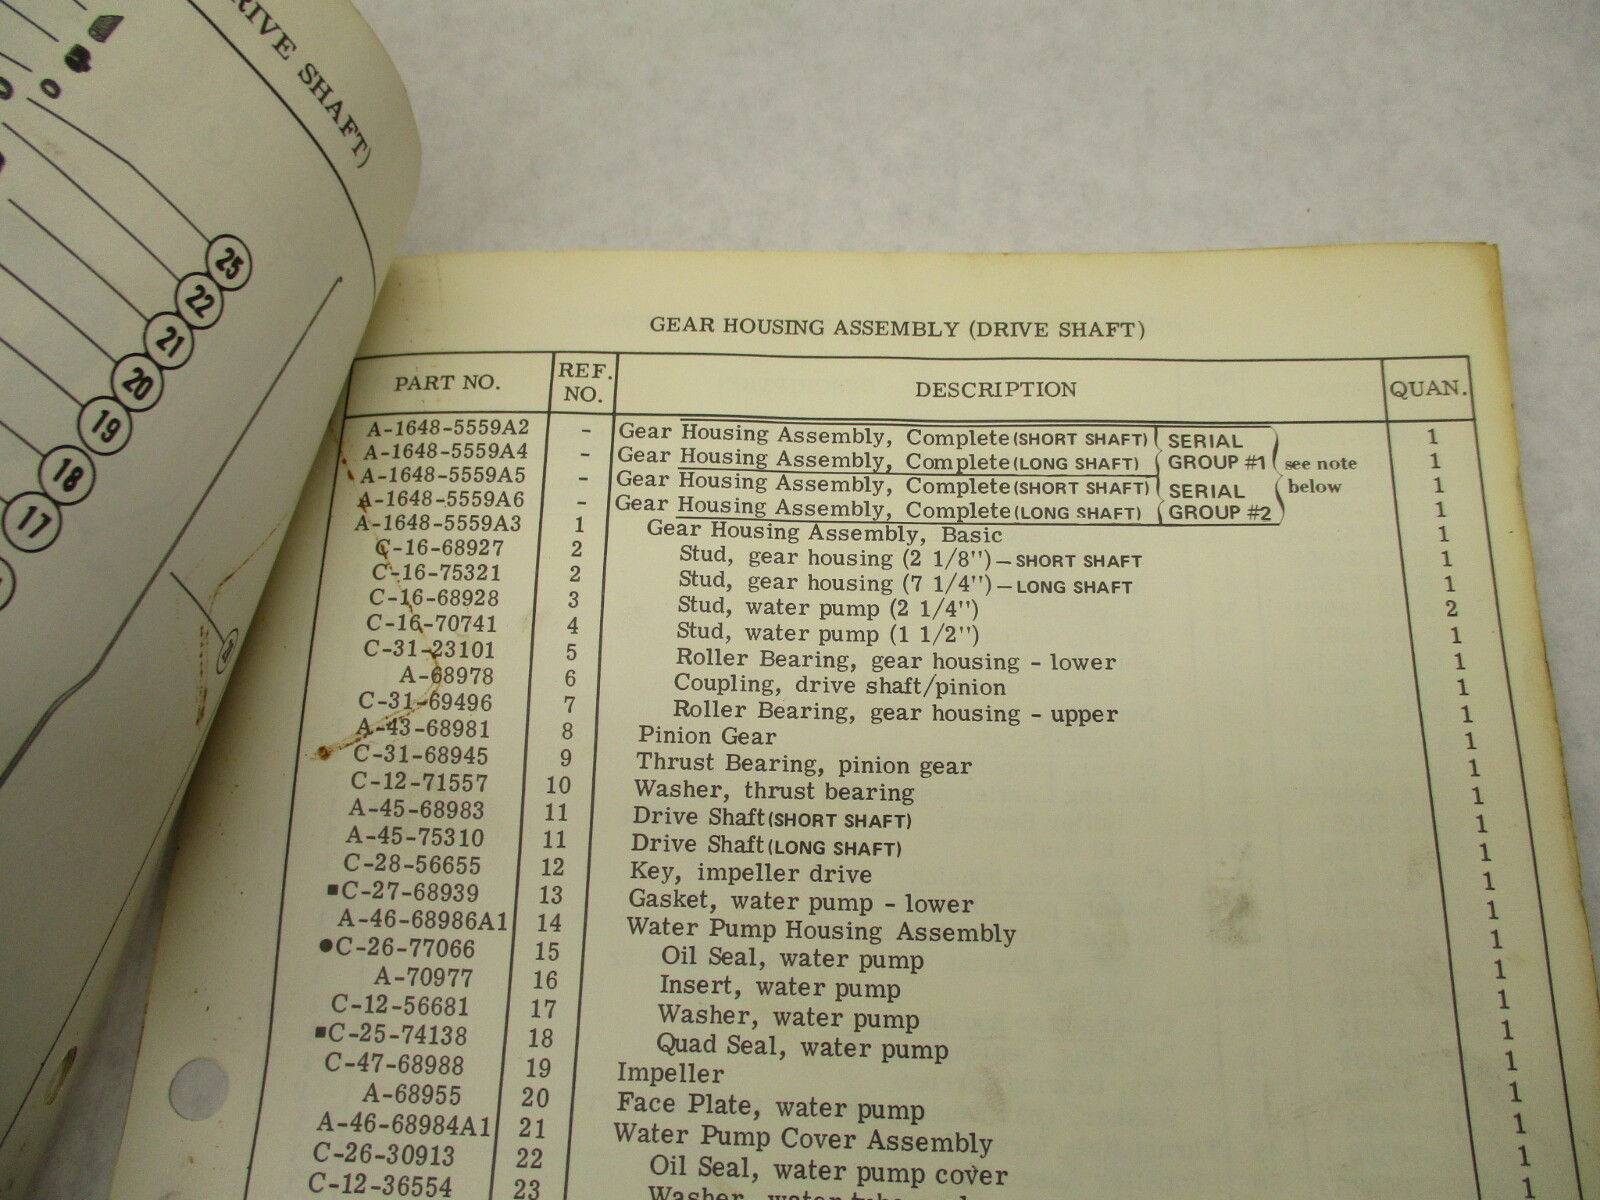 RIVE SHAFT)
25
22
21
20
19
18
17
GEAR HOUSING ASSEMBLY (DRIVE SHAFT)
PART NO. REF. NO. DESCRIPTION QUAN.
A-1648-5559A2 - Gear Housing Assembly, Complete (SHORT SHAFT) SERIAL 1
A-1648-5559A4 - Gear Housing Assembly, Complete (LONG SHAFT) GROUP #1 see note 1
A-1648-5559A5 - Gear Housing Assembly, Complete (SHORT SHAFT) SERIAL below 1
A-1648-5559A6 - Gear Housing Assembly, Complete (LONG SHAFT) GROUP #2 1
A-1648-5559A3 1 Gear Housing Assembly, Basic 1
C-16-68927 2 Stud, gear housing (2 1/8") — SHORT SHAFT 1
C-16-75321 2 Stud, gear housing (7 1/4") — LONG SHAFT 1
C-16-68928 3 Stud, water pump (2 1/4") 2
C-16-70741 4 Stud, water pump (1 1/2") 1
C-31-23101 5 Roller Bearing, gear housing - lower 1
A-68978 6 Coupling, drive shaft/pinion 1
C-31-69496 7 Roller Bearing, gear housing - upper 1
A-43-68981 8 Pinion Gear 1
C-31-68945 9 Thrust Bearing, pinion gear 1
C-12-71557 10 Washer, thrust bearing 1
A-45-68983 11 Drive Shaft (SHORT SHAFT) 1
A-45-75310 11 Drive Shaft (LONG SHAFT) 1
C-28-56655 12 Key, impeller drive 1
■C-27-68939 13 Gasket, water pump - lower 1
A-46-68986A1 14 Water Pump Housing Assembly 1
●C-26-77066 15 Oil Seal, water pump 1
A-70977 16 Insert, water pump 1
C-12-56681 17 Washer, water pump 1
■C-25-74138 18 Quad Seal, water pump 1
C-47-68988 19 Impeller 1
A-68955 20 Face Plate, water pump 1
A-46-68984A1 21 Water Pump Cover Assembly 1
C-26-30913 22 Oil Seal, water pump cover 1
C-12-36554 23 Washer, water tube 1